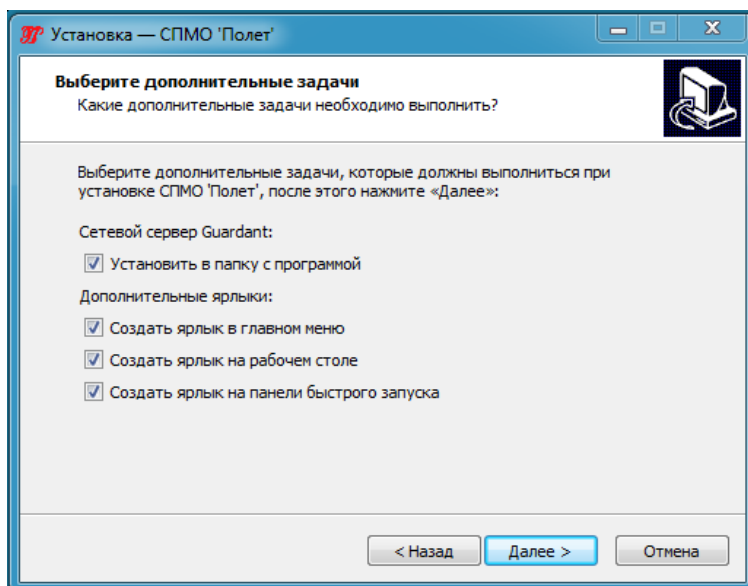 Установка — СПМО 'Полет'
Выберите дополнительные задачи
Какие дополнительные задачи необходимо выполнить?
Выберите дополнительные задачи, которые должны выполниться при
установке СПМО 'Полет', после этого нажмите «Далее»:
Сетевой сервер Guardant:
Установить в папку с программой
Дополнительные ярлыки:
Создать ярлык в главном меню
Создать ярлык на рабочем столе
Создать ярлык на панели быстрого запуска
< Назад
Далее >
Отмена